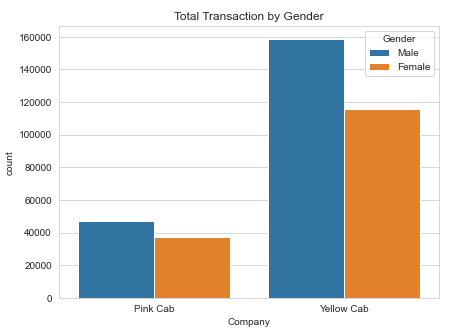 Total Transaction by Gender
Gender
Male
Female
160000
140000
120000
100000
80000
60000
40000
20000
0
count
Pink Cab
Yellow Cab
Company